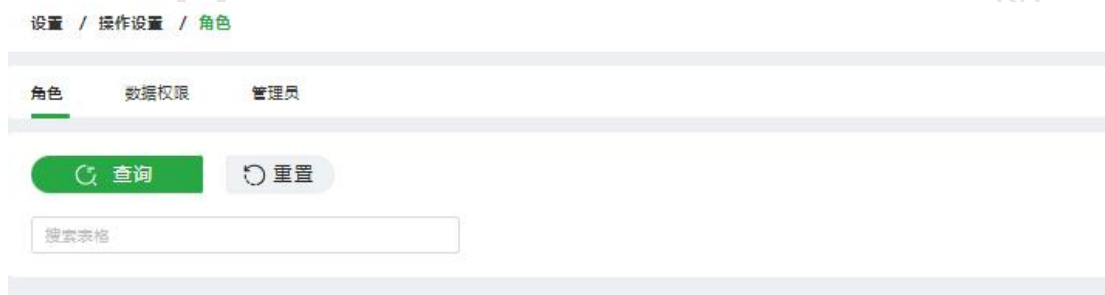 设置 / 操作设置 / 角色
角色 数据权限 管理员
查询 重置
搜索表格